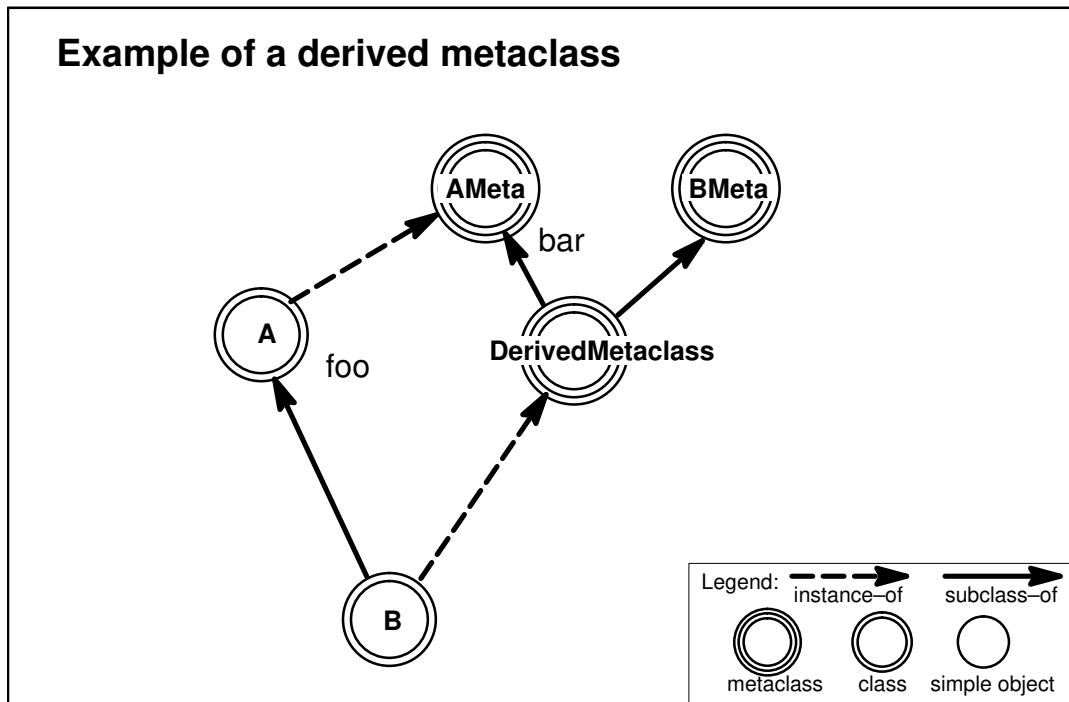 Example of a derived metaclass
AMeta
BMeta
bar
A
DerivedMetaclass
foo
B
Legend:
instance–of
subclass–of
metaclass
class
simple object